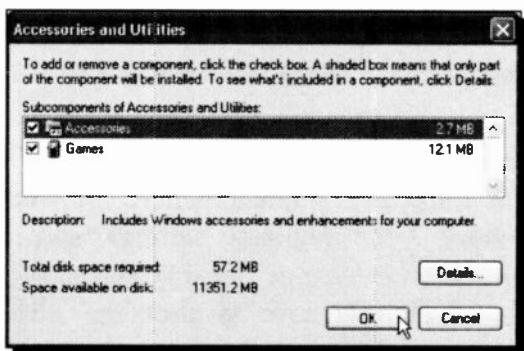 Accessories and Utilities
To add or remove a component, click the check box. A shaded box means that only part
of the component will be installed. To see what's included in a component, click Details.
Subcomponents of Accessories and Utilities:
Accessories 2.7 MB
Games 12.1 MB
Description: Includes Windows accessories and enhancements for your computer.
Total disk space required: 57.2 MB
Space available on disk: 11351.2 MB
Details...
OK
Cancel